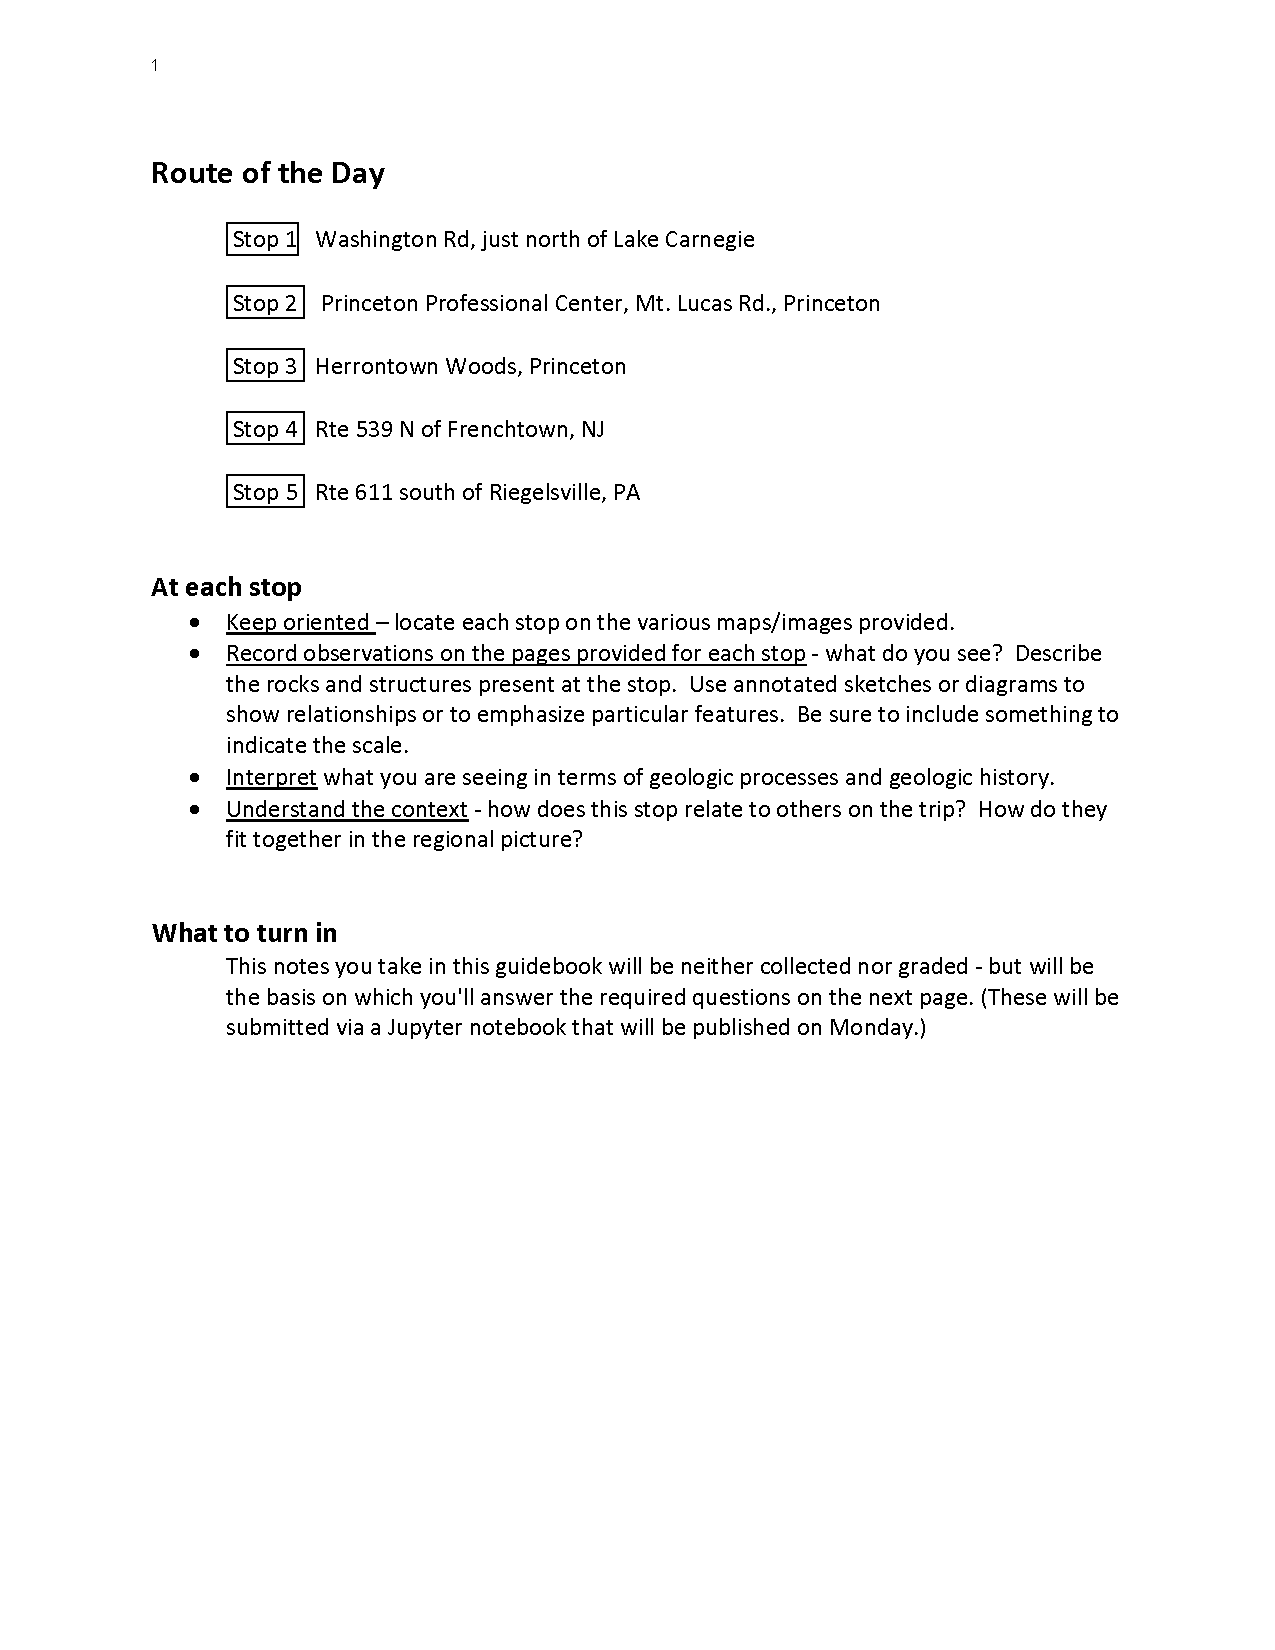 1
Route of the Day
Stop 1 Washington Rd, just north of Lake Carnegie
Stop 2 Princeton Professional Center, Mt. Lucas Rd., Princeton
Stop 3 Herrontown Woods, Princeton
Stop 4 Rte 539 N of Frenchtown, NJ
Stop 5 Rte 611 south of Riegelsville, PA
At each stop
• Keep oriented – locate each stop on the various maps/images provided.
• Record observations on the pages provided for each stop - what do you see? Describe
the rocks and structures present at the stop. Use annotated sketches or diagrams to
show relationships or to emphasize particular features. Be sure to include something to
indicate the scale.
• Interpret what you are seeing in terms of geologic processes and geologic history.
• Understand the context - how does this stop relate to others on the trip? How do they
fit together in the regional picture?
What to turn in
This notes you take in this guidebook will be neither collected nor graded - but will be
the basis on which you'll answer the required questions on the next page. (These will be
submitted via a Jupyter notebook that will be published on Monday.)